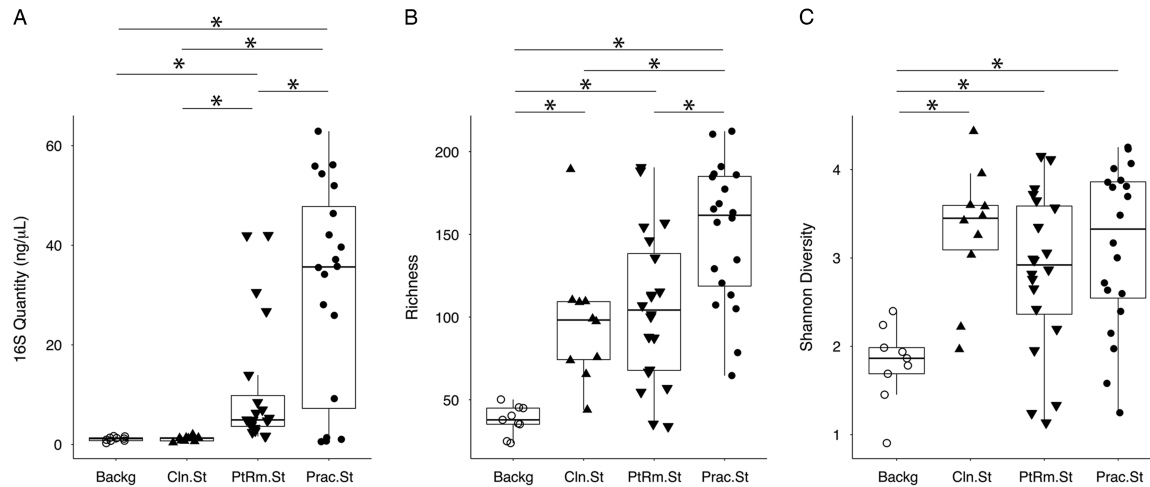 A
B
C
*
*
*
*
*
*
*
*
*
*
*
*
*
16S Quantity (ng/μL)
60
40
20
0
Backg Cln.St PtRm.St Prac.St
Richness
200
150
100
50
Backg Cln.St PtRm.St Prac.St
Shannon Diversity
4
3
2
1
Backg Cln.St PtRm.St Prac.St